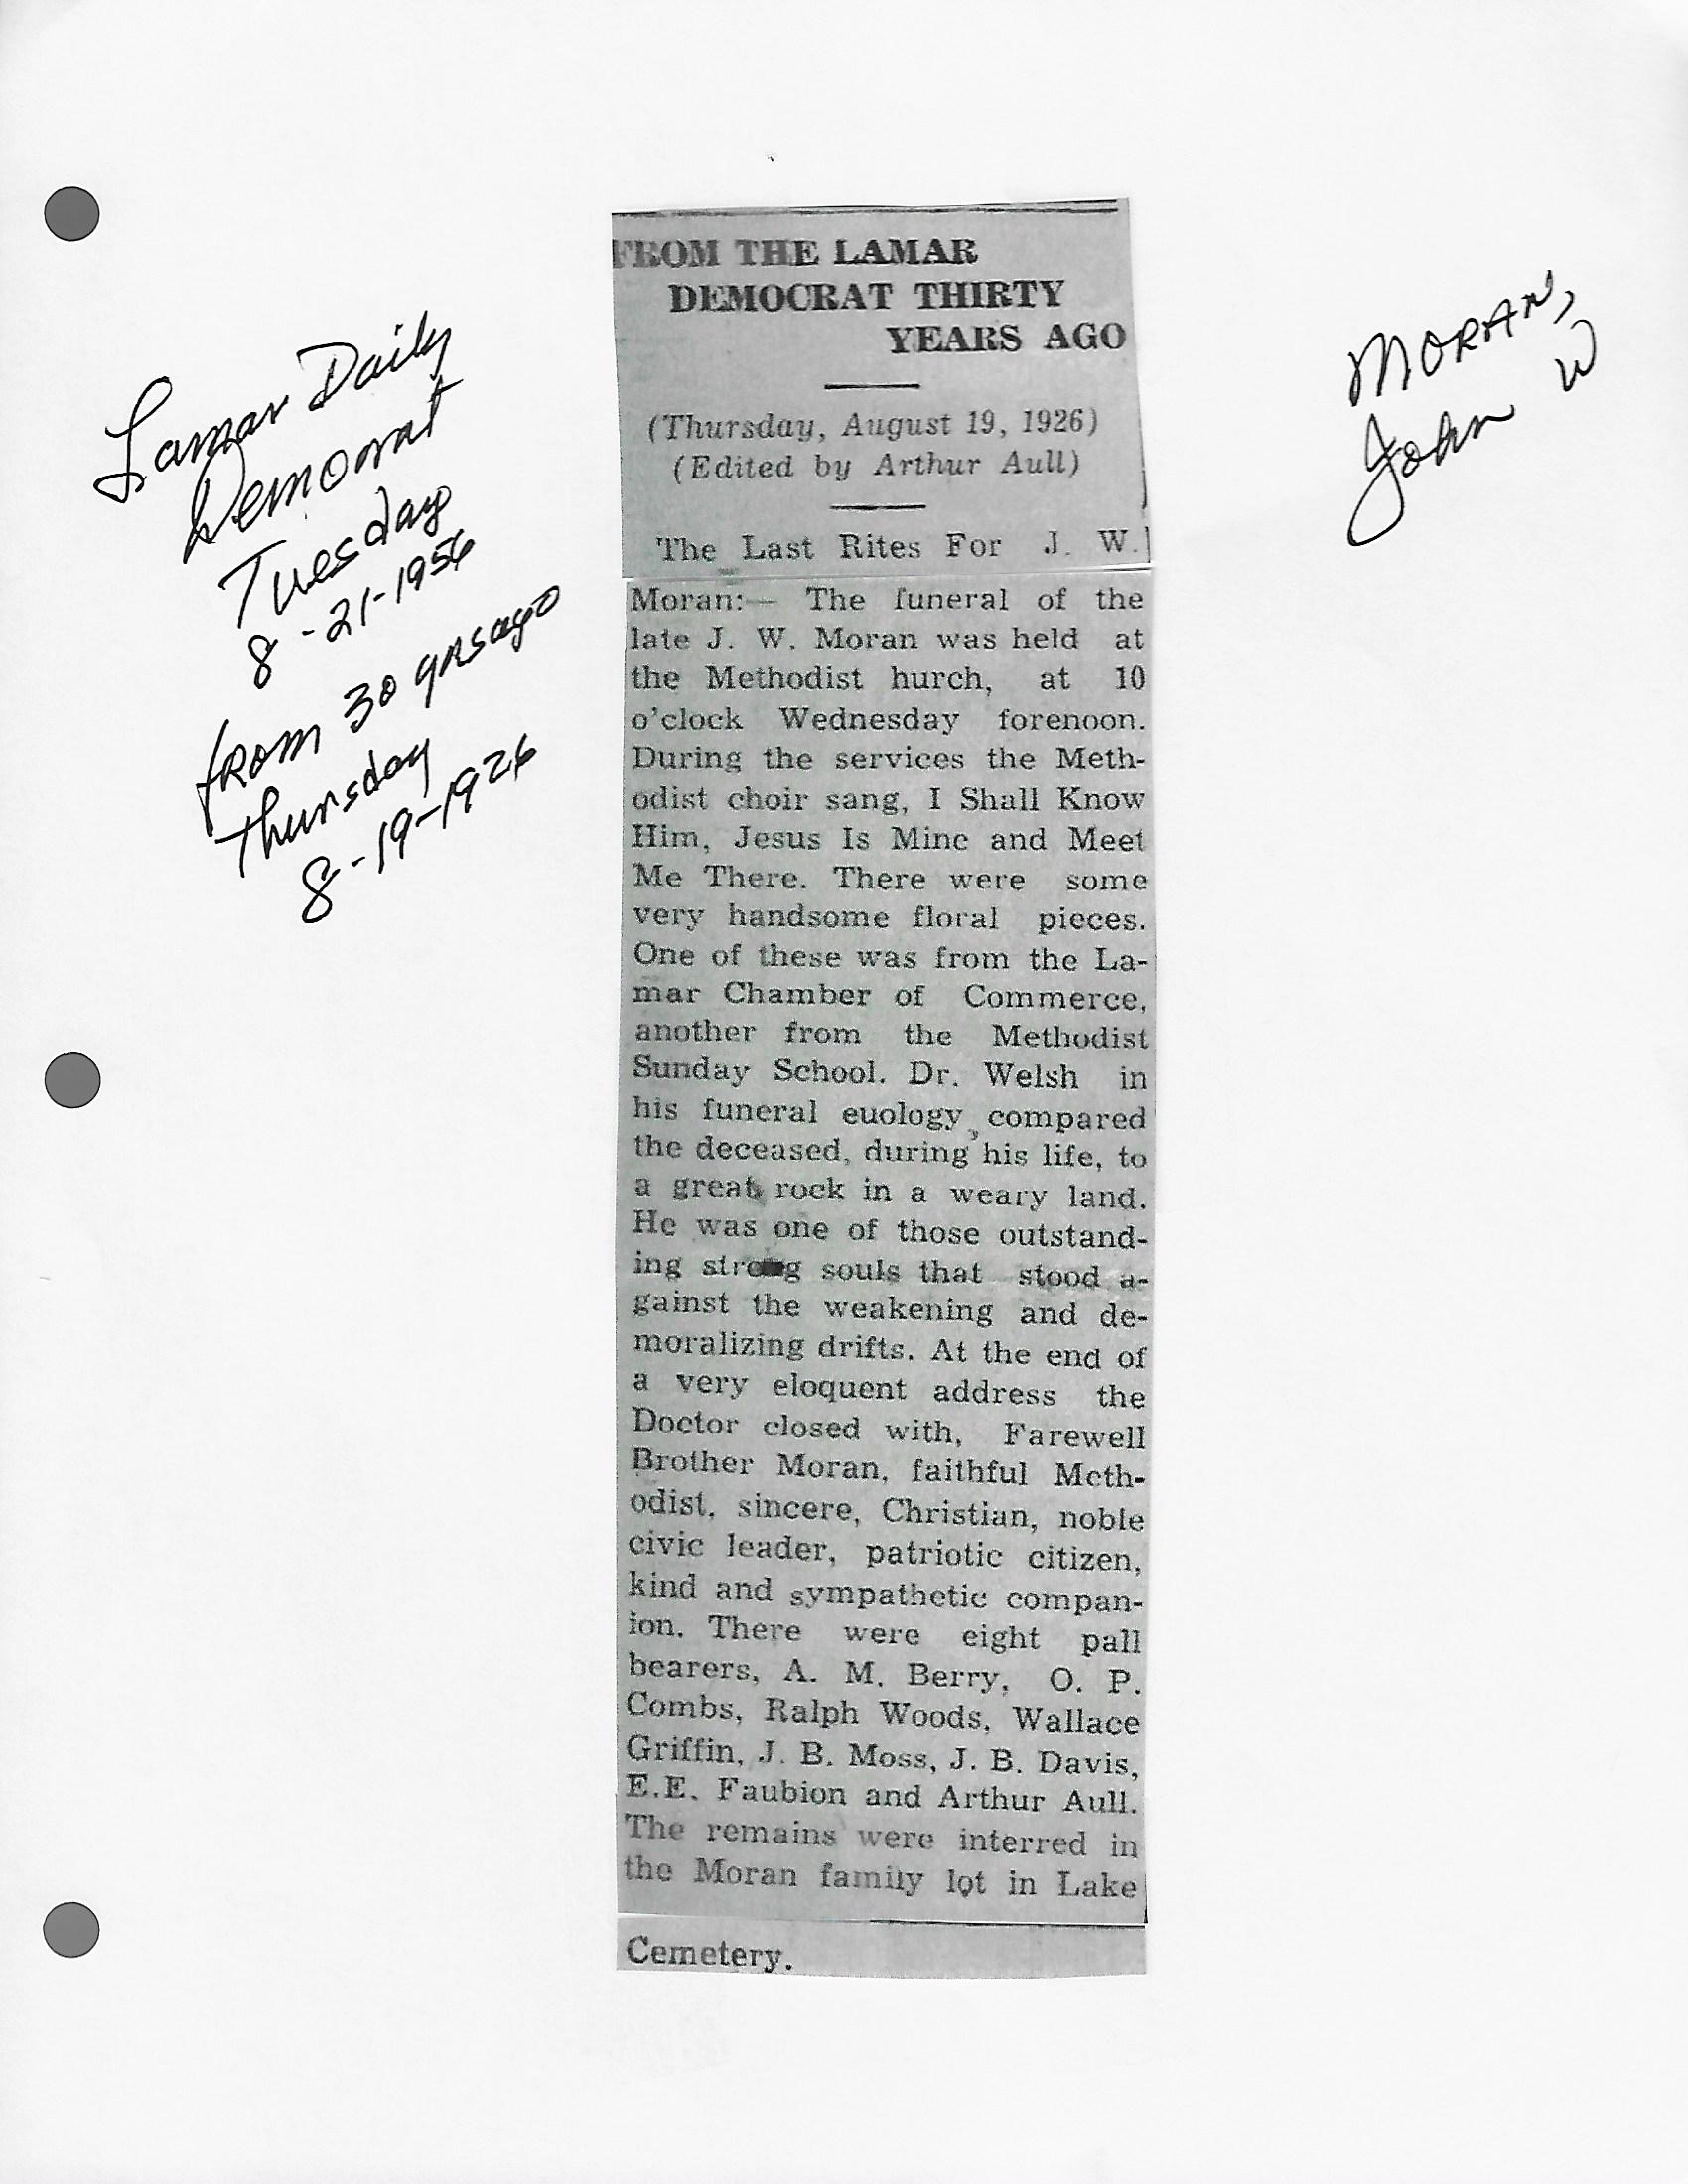 Lamar Daily
Democrat
Tuesday
8-21-1956
from 30 yrs ago
Thursday
8-19-1926
MORAN,
John W
FROM THE LAMAR
DEMOCRAT THIRTY
YEARS AGO
(Thursday, August 19, 1926)
(Edited by Arthur Aull)
The Last Rites For J. W.
Moran:— The funeral of the
late J. W. Moran was held at
the Methodist hurch, at 10
o'clock Wednesday forenoon.
During the services the Meth-
odist choir sang, I Shall Know
Him, Jesus Is Mine and Meet
Me There. There were some
very handsome floral pieces.
One of these was from the La-
mar Chamber of Commerce,
another from the Methodist
Sunday School. Dr. Welsh in
his funeral euology, compared
the deceased, during his life, to
a great rock in a weary land.
He was one of those outstand-
ing strong souls that stood a-
gainst the weakening and de-
moralizing drifts. At the end of
a very eloquent address the
Doctor closed with, Farewell
Brother Moran, faithful Meth-
odist, sincere, Christian, noble
civic leader, patriotic citizen,
kind and sympathetic compan-
ion. There were eight pall
bearers, A. M. Berry, O. P.
Combs, Ralph Woods, Wallace
Griffin, J. B. Moss, J. B. Davis,
E.E. Faubion and Arthur Aull.
The remains were interred in
the Moran family lot in Lake
Cemetery.